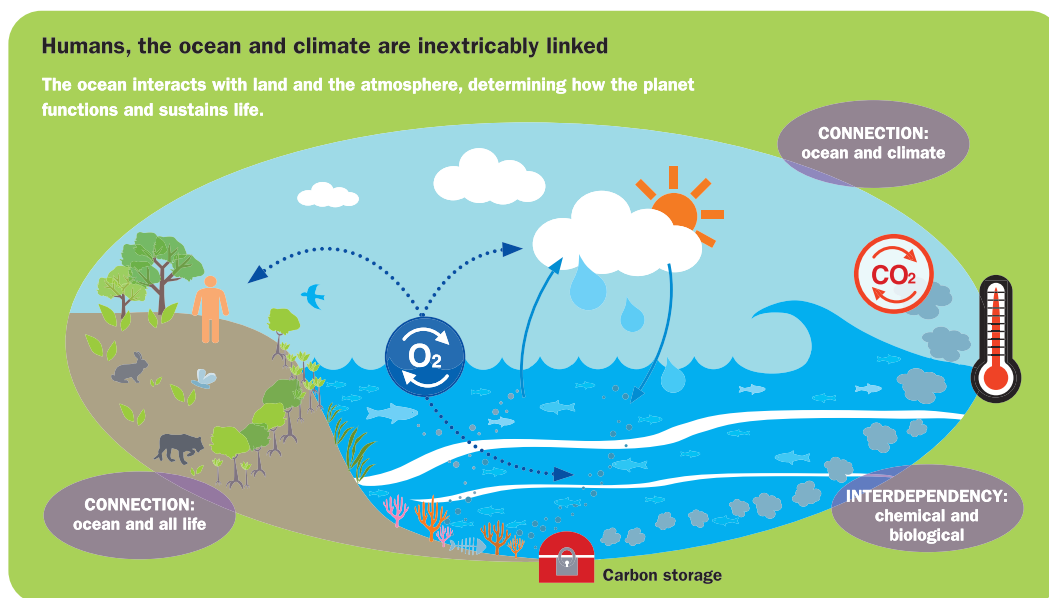 Humans, the ocean and climate are inextricably linked
The ocean interacts with land and the atmosphere, determining how the planet
functions and sustains life.
CONNECTION:
ocean and climate
CO₂
O₂
CONNECTION:
ocean and all life
INTERDEPENDENCY:
chemical and
biological
Carbon storage